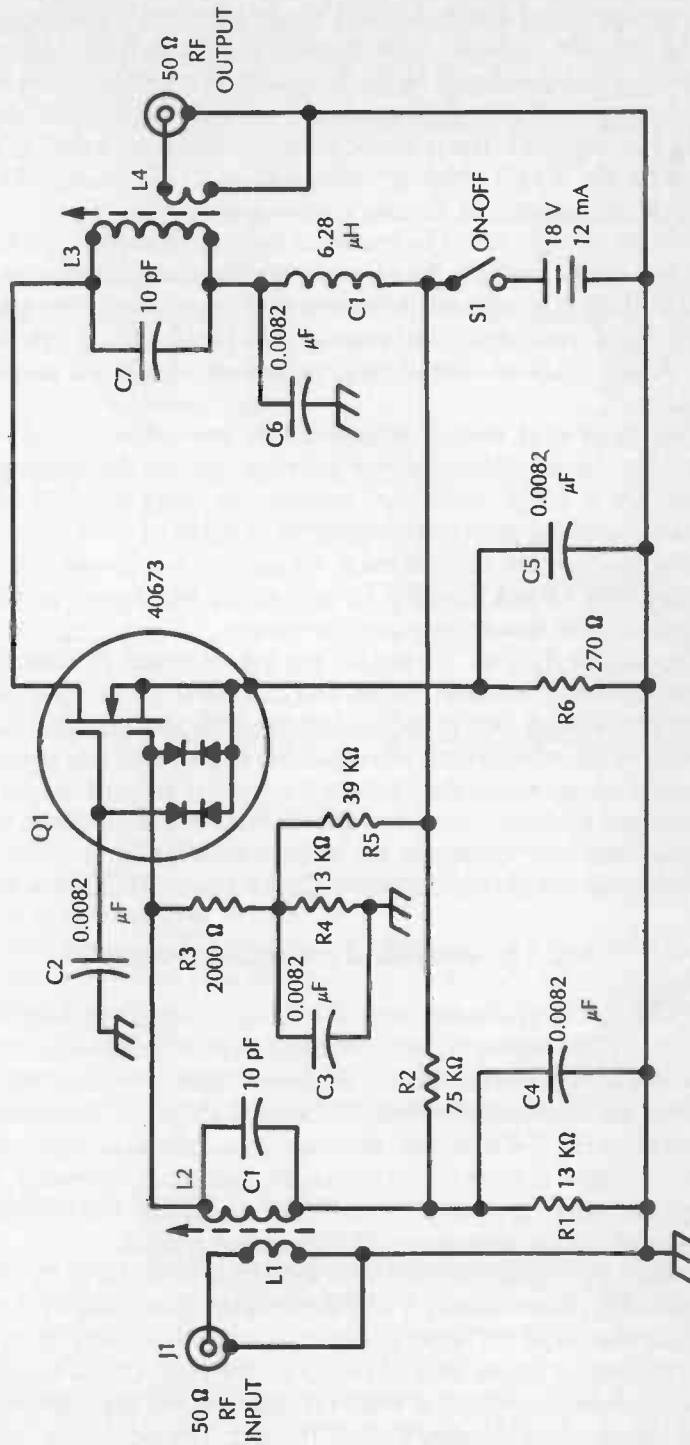 50 Ω
RF
INPUT
J1
L1
L2
C1
10 pF
R1
13 KΩ
C4
0.0082
µF
R2
75 KΩ
C2
0.0082
µF
R3
2000 Ω
0.0082
µF
C3
13 KΩ
R4
39 KΩ
R5
Q1
40673
R6
270 Ω
C5
0.0082
µF
C7
10 pF
L3
L4
50 Ω
RF
OUTPUT
C6
0.0082
µF
6.28
µH
C1
S1
ON-OFF
18 V
12 mA